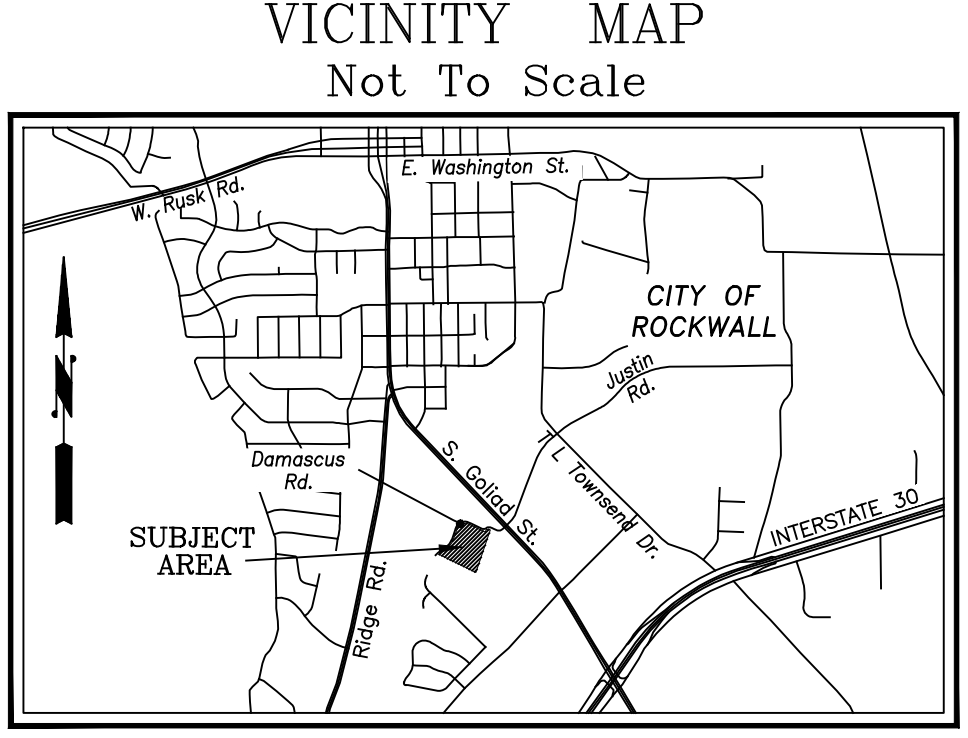 VICINITY MAP
Not To Scale
E. Washington St.
W. Rusk Rd.
CITY OF
ROCKWALL
Justin
Rd.
N
T L Townsend Dr.
S. Goliad St.
Damascus
Rd.
INTERSTATE 30
SUBJECT
AREA
Ridge Rd.